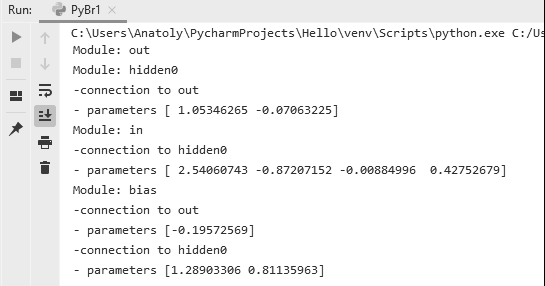 Run: PyBr1
C:\Users\Anatoly\PycharmProjects\Hello\venv\Scripts\python.exe C:/Us
Module: out
Module: hidden0
-connection to out
- parameters [ 1.05346265 -0.07063225]
Module: in
-connection to hidden0
- parameters [ 2.54060743 -0.87207152 -0.00884996  0.42752679]
Module: bias
-connection to out
- parameters [-0.19572569]
-connection to hidden0
- parameters [1.28903306 0.81135963]